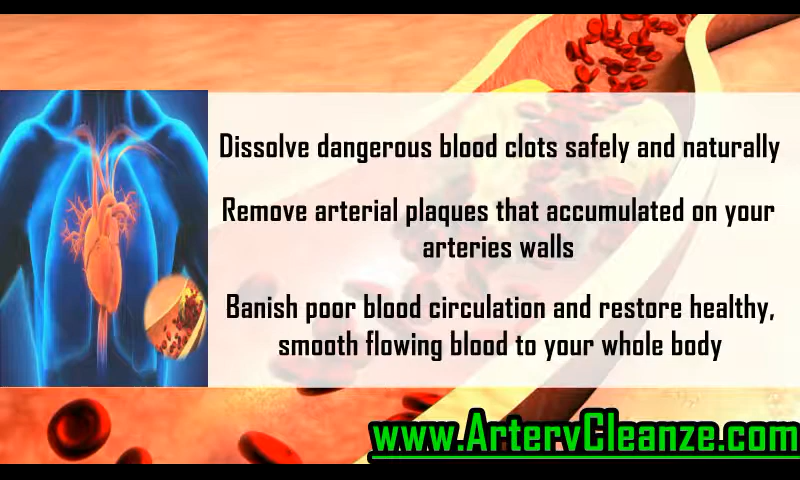 Dissolve dangerous blood clots safely and naturally
Remove arterial plaques that accumulated on your
arteries walls
Banish poor blood circulation and restore healthy,
smooth flowing blood to your whole body
www.ArteryCleanze.com